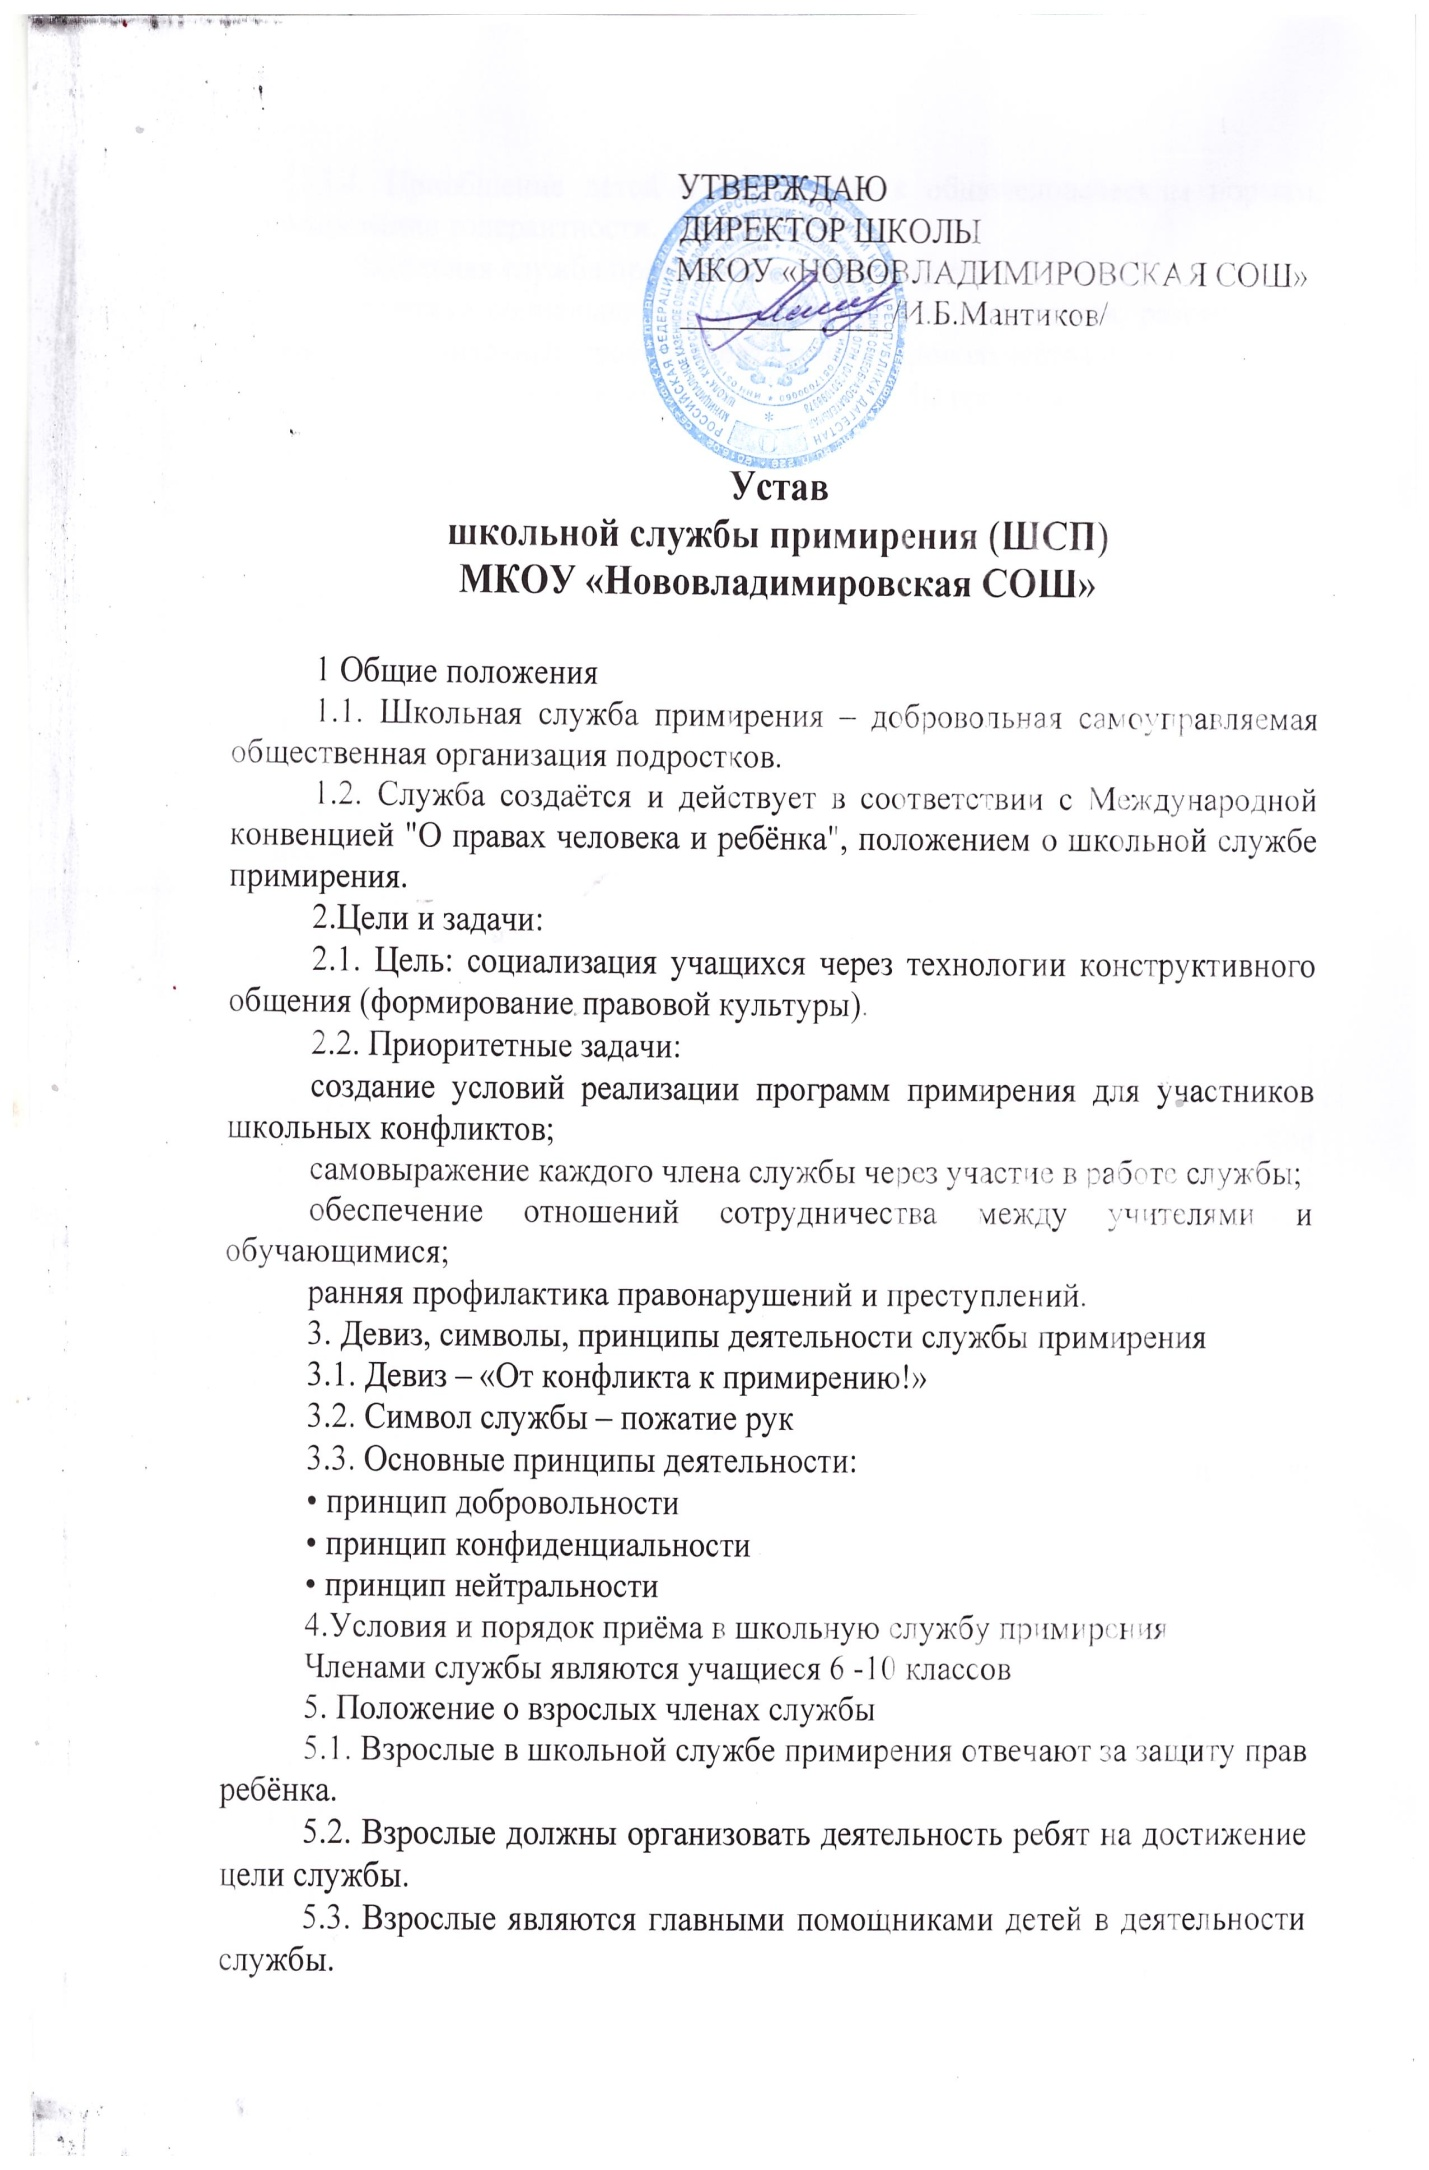 УТВЕРЖДАЮ
ДИРЕКТОР ШКОЛЫ
МКОУ «НОВОВЛАДИМИРОВСКАЯ СОШ»
/И.Б.Мантиков/
Устав
школьной службы примирения (ШСП)
МКОУ «Нововладимировская СОШ»
1 Общие положения
1.1. Школьная служба примирения – добровольная самоуправляемая
общественная организация подростков.
1.2. Служба создаётся и действует в соответствии с Международной
конвенцией "О правах человека и ребёнка", положением о школьной службе
примирения.
2.Цели и задачи:
2.1. Цель: социализация учащихся через технологии конструктивного
общения (формирование правовой культуры).
2.2. Приоритетные задачи:
создание условий реализации программ примирения для участников
школьных конфликтов;
самовыражение каждого члена службы через участие в работе службы;
обеспечение отношений сотрудничества между учителями и
обучающимися;
ранняя профилактика правонарушений и преступлений.
3. Девиз, символы, принципы деятельности службы примирения
3.1. Девиз – «От конфликта к примирению!»
3.2. Символ службы – пожатие рук
3.3. Основные принципы деятельности:
• принцип добровольности
• принцип конфиденциальности
• принцип нейтральности
4.Условия и порядок приёма в школьную службу примирения
Членами службы являются учащиеся 6 -10 классов
5. Положение о взрослых членах службы
5.1. Взрослые в школьной службе примирения отвечают за защиту прав
ребёнка.
5.2. Взрослые должны организовать деятельность ребят на достижение
цели службы.
5.3. Взрослые являются главными помощниками детей в деятельности
службы.